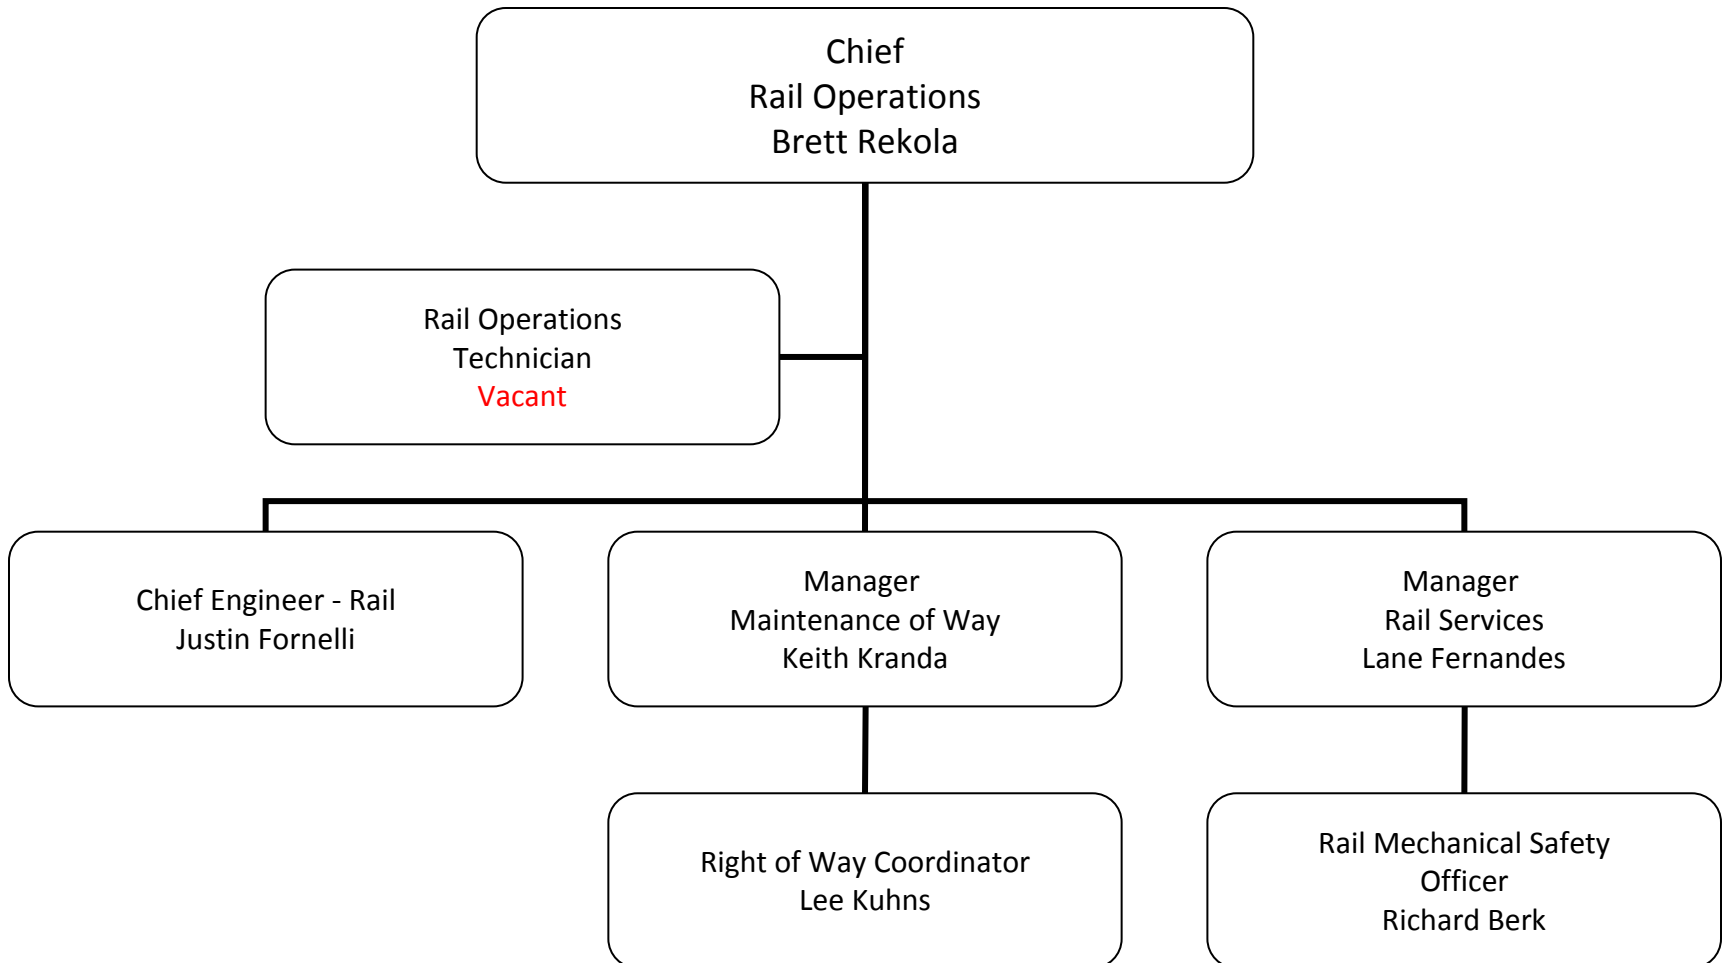 Chief
Rail Operations
Brett Rekola
Rail Operations
Technician
Vacant
Chief Engineer - Rail
Justin Fornelli
Manager
Maintenance of Way
Keith Kranda
Manager
Rail Services
Lane Fernandes
Right of Way Coordinator
Lee Kuhns
Rail Mechanical Safety
Officer
Richard Berk